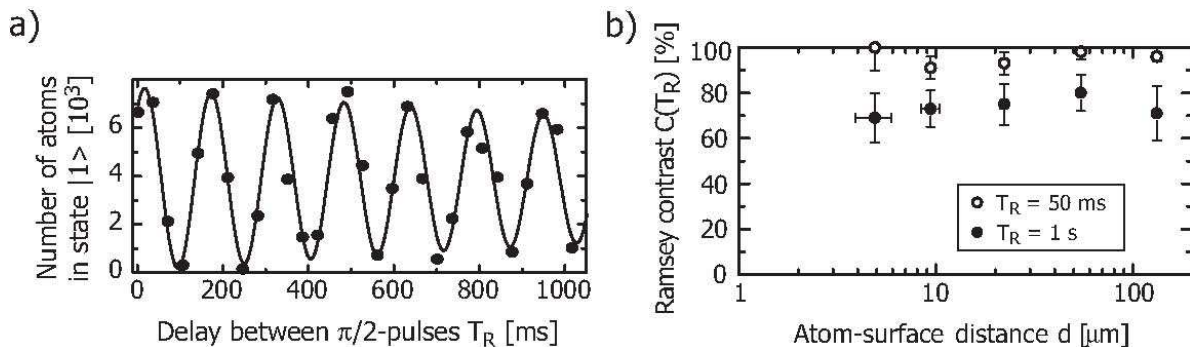 a)
Number of atoms
in state |1> [10³]
6
4
2
0
0 200 400 600 800 1000
Delay between π/2-pulses T_R [ms]
b)
Ramsey contrast C(T_R) [%]
100
80
60
40
20
0
T_R = 50 ms
T_R = 1 s
1 10 100
Atom-surface distance d [μm]